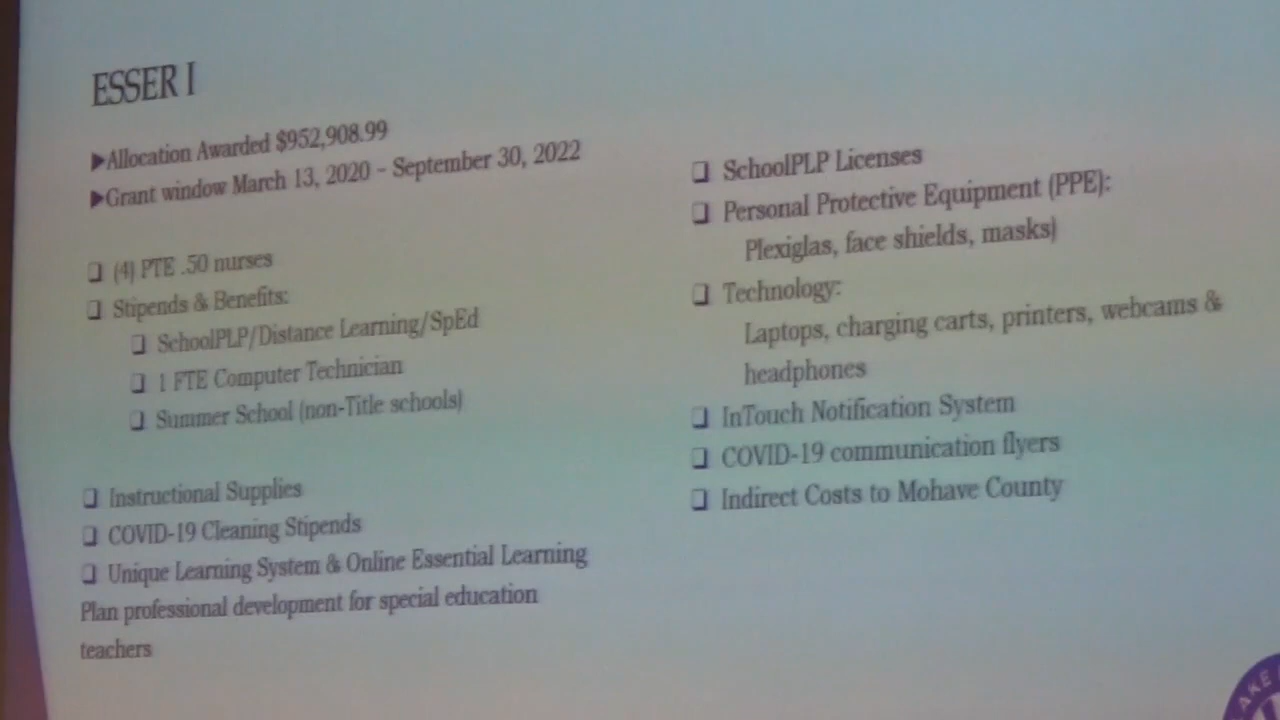 ESSER I
▶Allocation Awarded $952,908.99
▶Grant window March 13, 2020 - September 30, 2022
❑ (4) PTE .50 nurses
❑ Stipends & Benefits:
❑ SchoolPLP/Distance Learning/SpEd
❑ 1 FTE Computer Technician
❑ Summer School (non-Title schools)
❑ Instructional Supplies
❑ COVID-19 Cleaning Stipends
❑ Unique Learning System & Online Essential Learning
Plan professional development for special education
teachers
❑ SchoolPLP Licenses
❑ Personal Protective Equipment (PPE):
Plexiglas, face shields, masks)
❑ Technology:
Laptops, charging carts, printers, webcams &
headphones
❑ InTouch Notification System
❑ COVID-19 communication flyers
❑ Indirect Costs to Mohave County